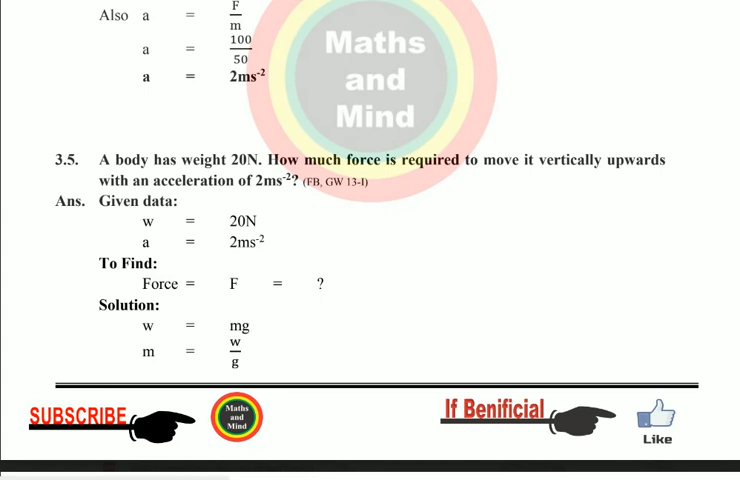 Also a = F/m
a = 100/50
a = 2ms⁻²
Maths
and
Mind
3.5. A body has weight 20N. How much force is required to move it vertically upwards
with an acceleration of 2ms⁻²? (FB, GW 13-I)
Ans. Given data:
w = 20N
a = 2ms⁻²
To Find:
Force = F = ?
Solution:
w = mg
m = w/g
SUBSCRIBE
Maths
and
Mind
If Benificial
Like